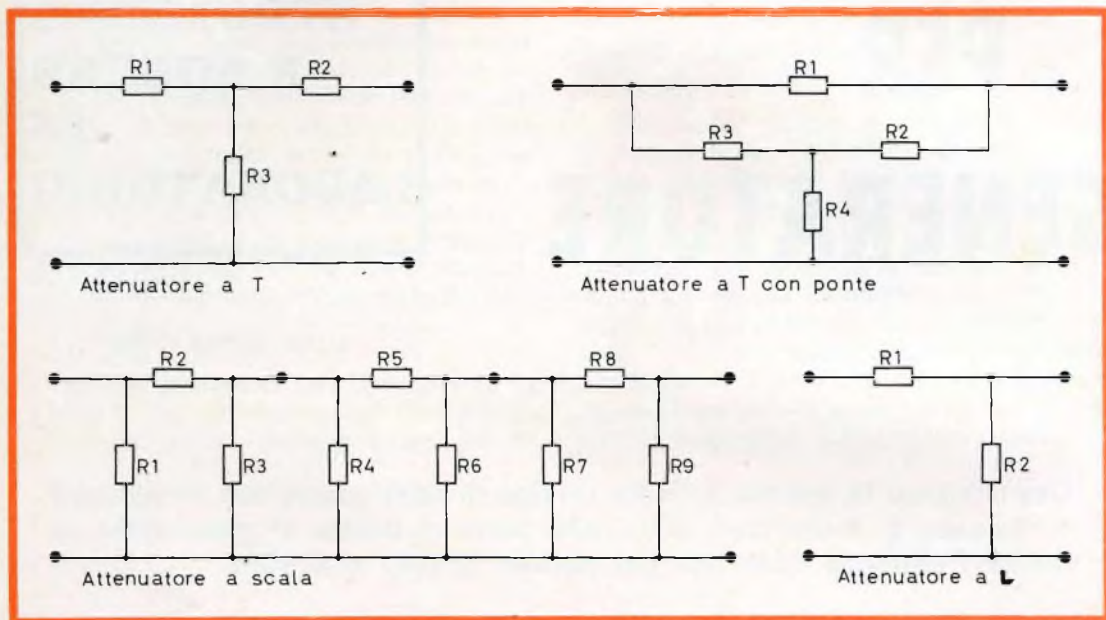 R1 R2
R3
Attenuatore a T
R1
R3 R2
R4
Attenuatore a T con ponte
R2 R5 R8
R1 R3 R4 R6 R7 R9
Attenuatore a scala
R1
R2
Attenuatore a L